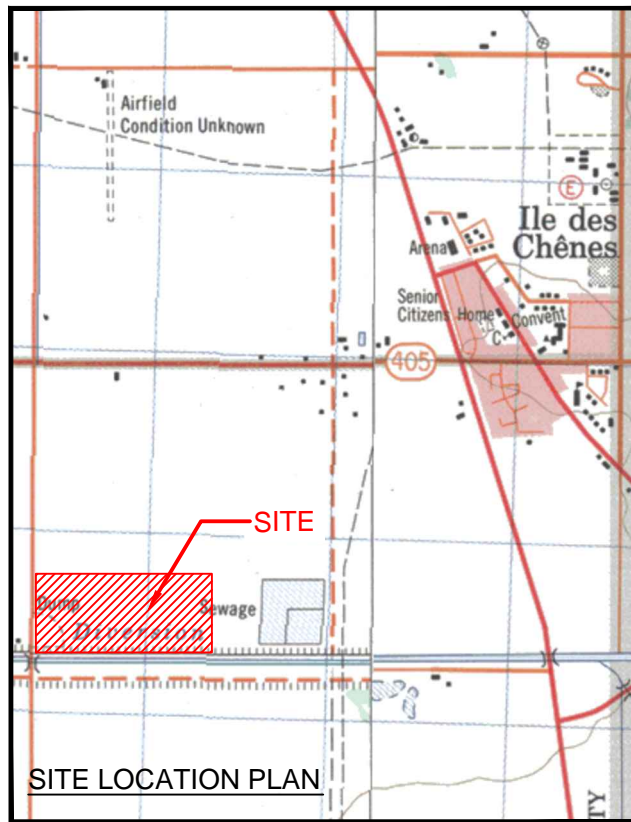 Airfield
Condition Unknown
E
Ile des
Chênes
Arena
Senior
Citizens Home
Convent
C
405
SITE
Dump
Sewage
Diversion
SITE LOCATION PLAN
TY